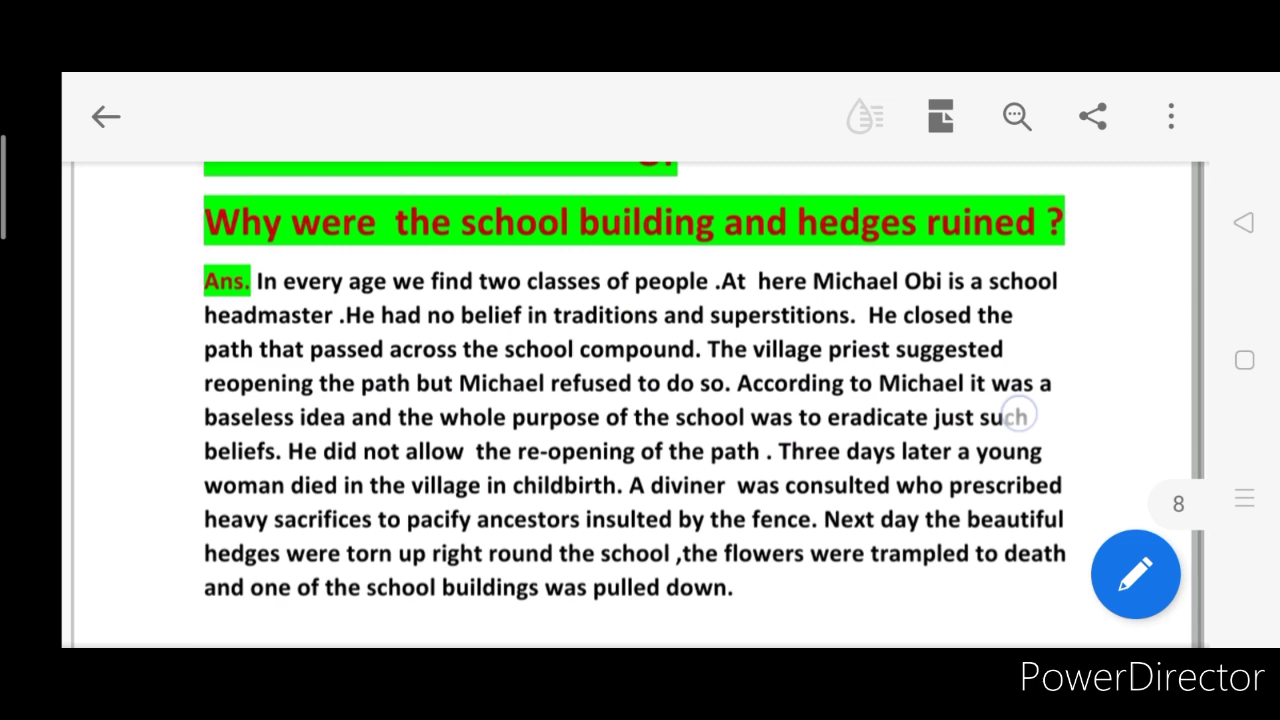 Why were the school building and hedges ruined ?
Ans. In every age we find two classes of people .At here Michael Obi is a school
headmaster .He had no belief in traditions and superstitions. He closed the
path that passed across the school compound. The village priest suggested
reopening the path but Michael refused to do so. According to Michael it was a
baseless idea and the whole purpose of the school was to eradicate just such
beliefs. He did not allow the re-opening of the path . Three days later a young
woman died in the village in childbirth. A diviner was consulted who prescribed
heavy sacrifices to pacify ancestors insulted by the fence. Next day the beautiful
hedges were torn up right round the school ,the flowers were trampled to death
and one of the school buildings was pulled down.
8
PowerDirector